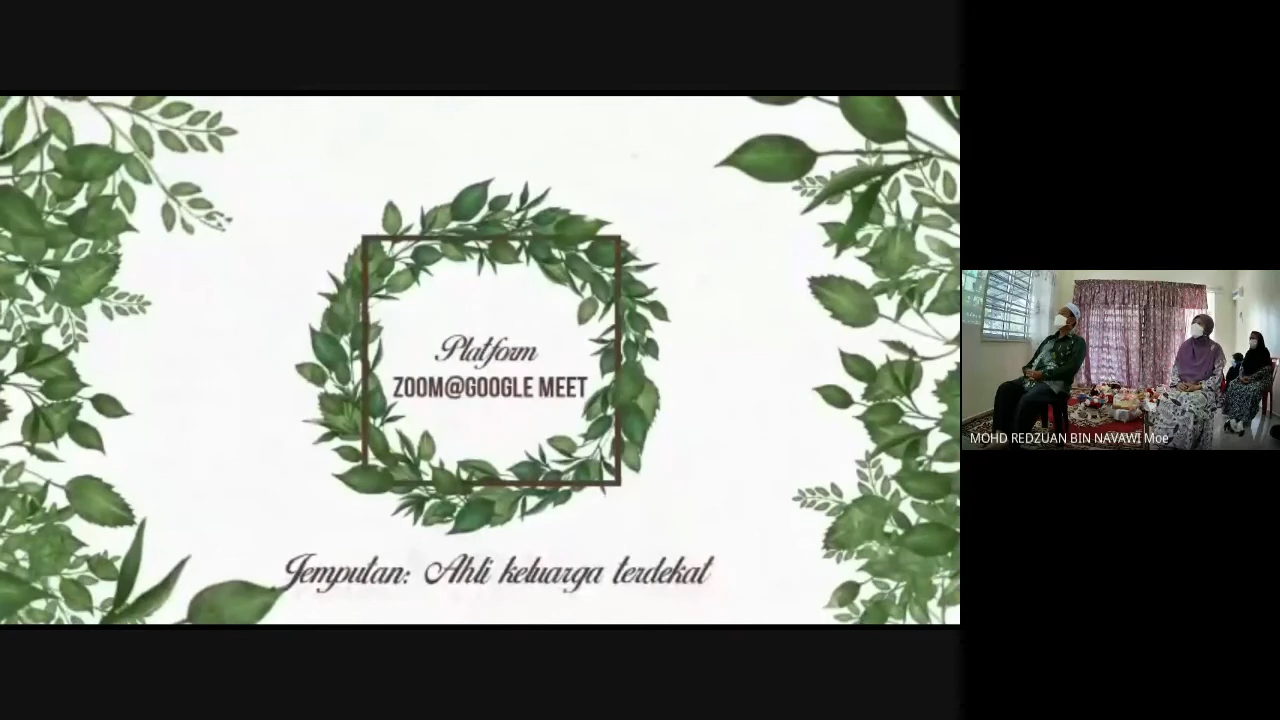 Platform
ZOOM@GOOGLE MEET
Jemputan: Ahli keluarga terdekat
MOHD REDZUAN BIN NAVAWI Moe